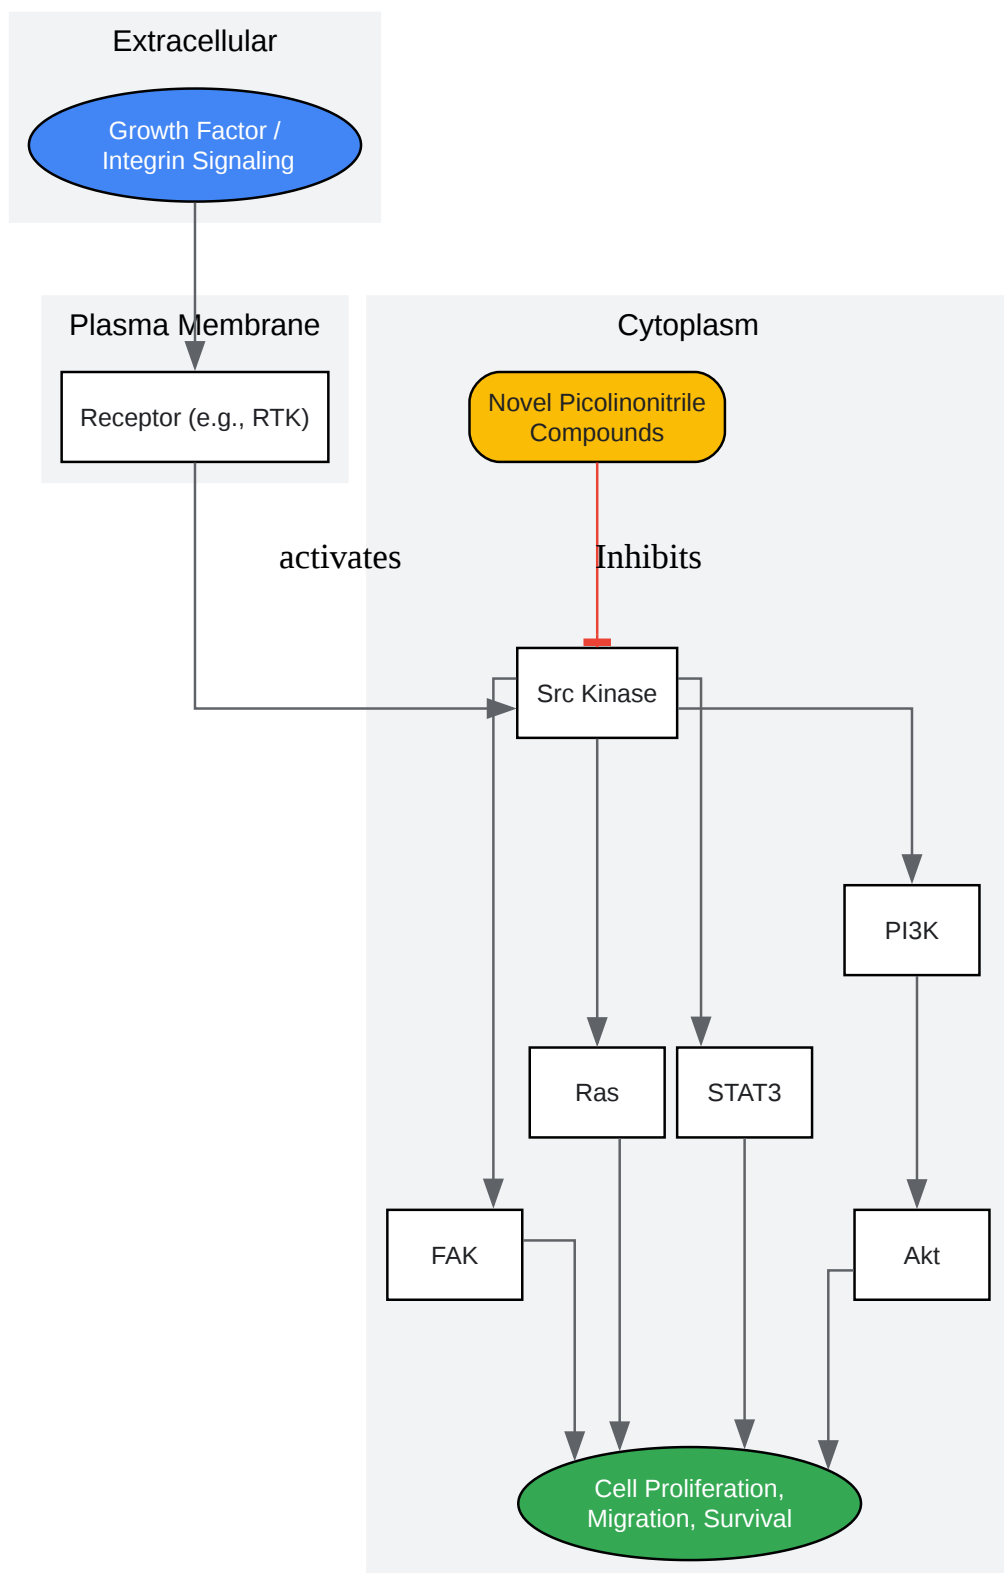 Extracellular
Growth Factor /
Integrin Signaling
Plasma Membrane
Receptor (e.g., RTK)
Cytoplasm
Novel Picolinonitrile
Compounds
activates
Inhibits
Src Kinase
PI3K
Ras
STAT3
FAK
Akt
Cell Proliferation,
Migration, Survival